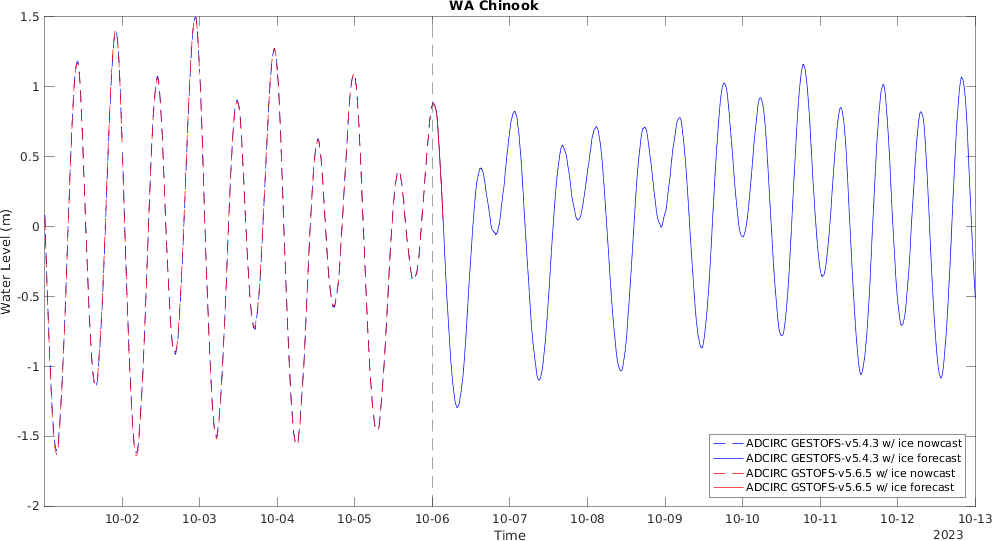 WA Chinook
1.5
1
0.5
0
-0.5
-1
-1.5
-2
Water Level (m)
10-02 10-03 10-04 10-05 10-06 10-07 10-08 10-09 10-10 10-11 10-12 10-13
Time
2023
ADCIRC GESTOFS-v5.4.3 w/ ice nowcast
ADCIRC GESTOFS-v5.4.3 w/ ice forecast
ADCIRC GSTOFS-v5.6.5 w/ ice nowcast
ADCIRC GSTOFS-v5.6.5 w/ ice forecast